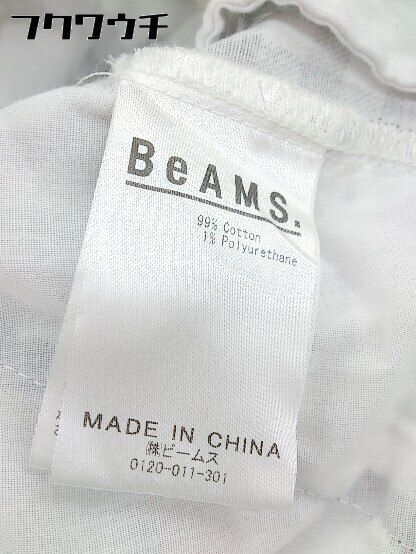 フクワウチ
BEAMS.
99% Cotton
1% Polyurethane
MADE IN CHINA
㈱ビームス
0120-011-301